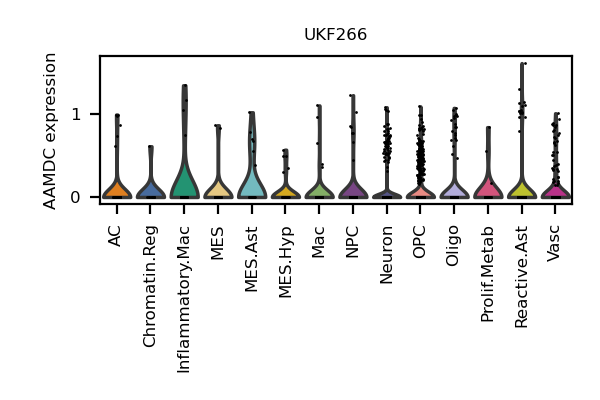 UKF266
AAMDC expression
1
0
AC
Chromatin.Reg
Inflammatory.Mac
MES
MES.Ast
MES.Hyp
Mac
NPC
Neuron
OPC
Oligo
Prolif.Metab
Reactive.Ast
Vasc